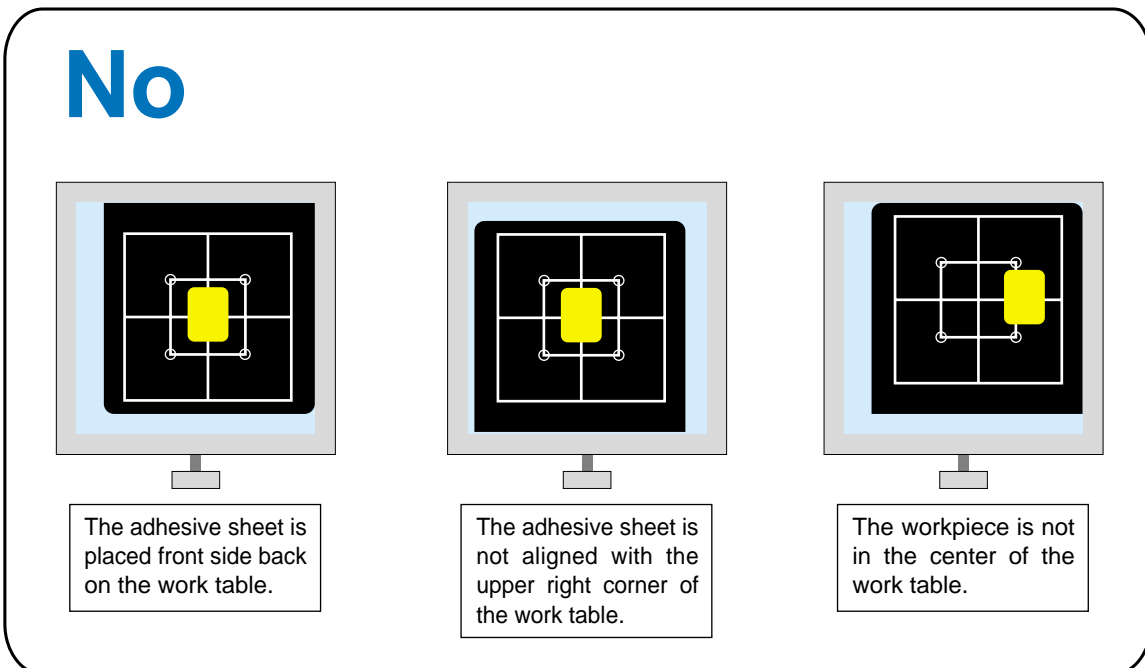 No
The adhesive sheet is
placed front side back
on the work table.
The adhesive sheet is
not aligned with the
upper right corner of
the work table.
The workpiece is not
in the center of the
work table.